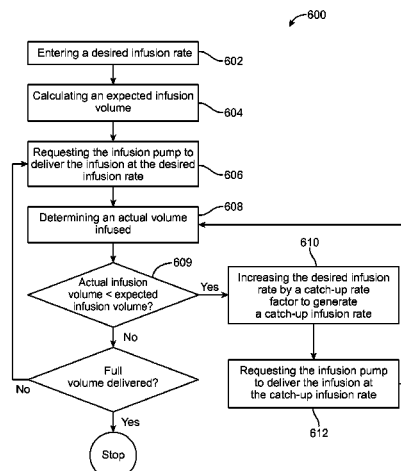 600
Entering a desired infusion rate
602
Calculating an expected infusion
volume
604
Requesting the infusion pump to
deliver the infusion at the desired
infusion rate
606
Determining an actual volume
infused
608
609
Actual infusion
volume < expected
infusion volume?
Yes
No
610
Increasing the desired infusion
rate by a catch-up rate
factor to generate
a catch-up infusion rate
Requesting the infusion pump
to deliver the infusion at
the catch-up infusion rate
612
Full
volume delivered?
No
Yes
Stop